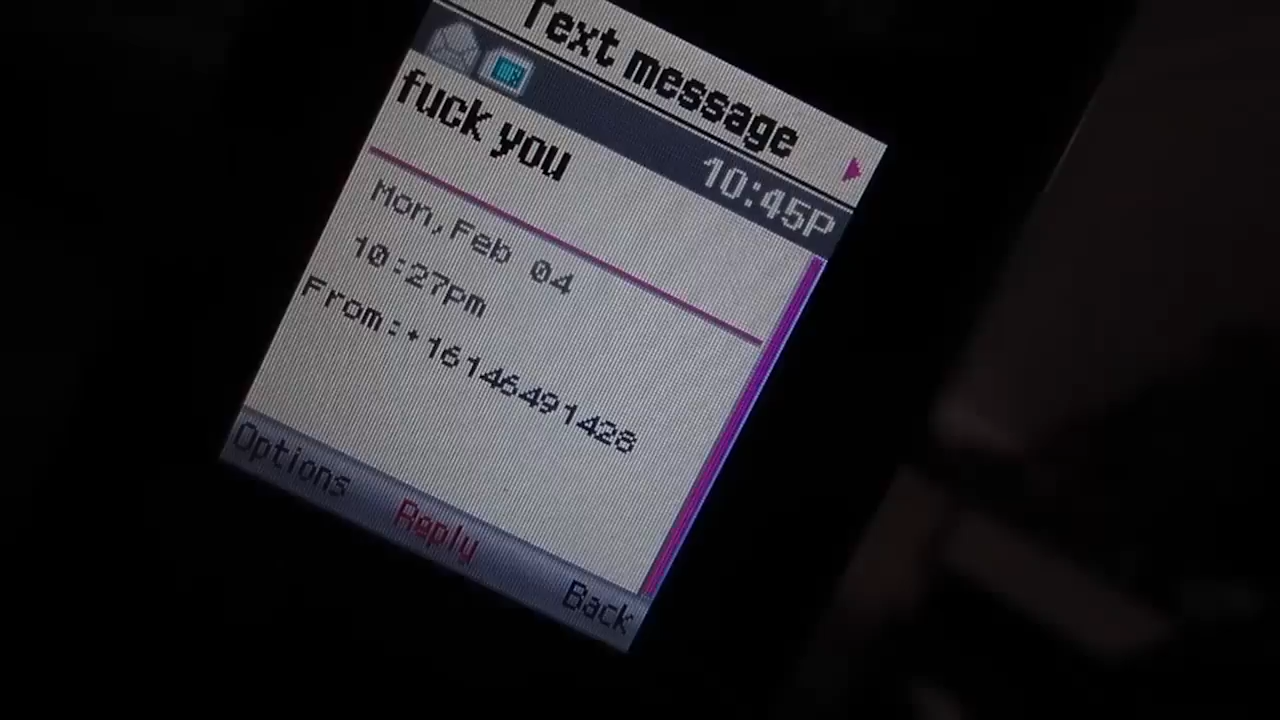 Text message
10:45P
fuck you
Mon, Feb 04
10:27pm
From:+16146491428
Options Reply Back